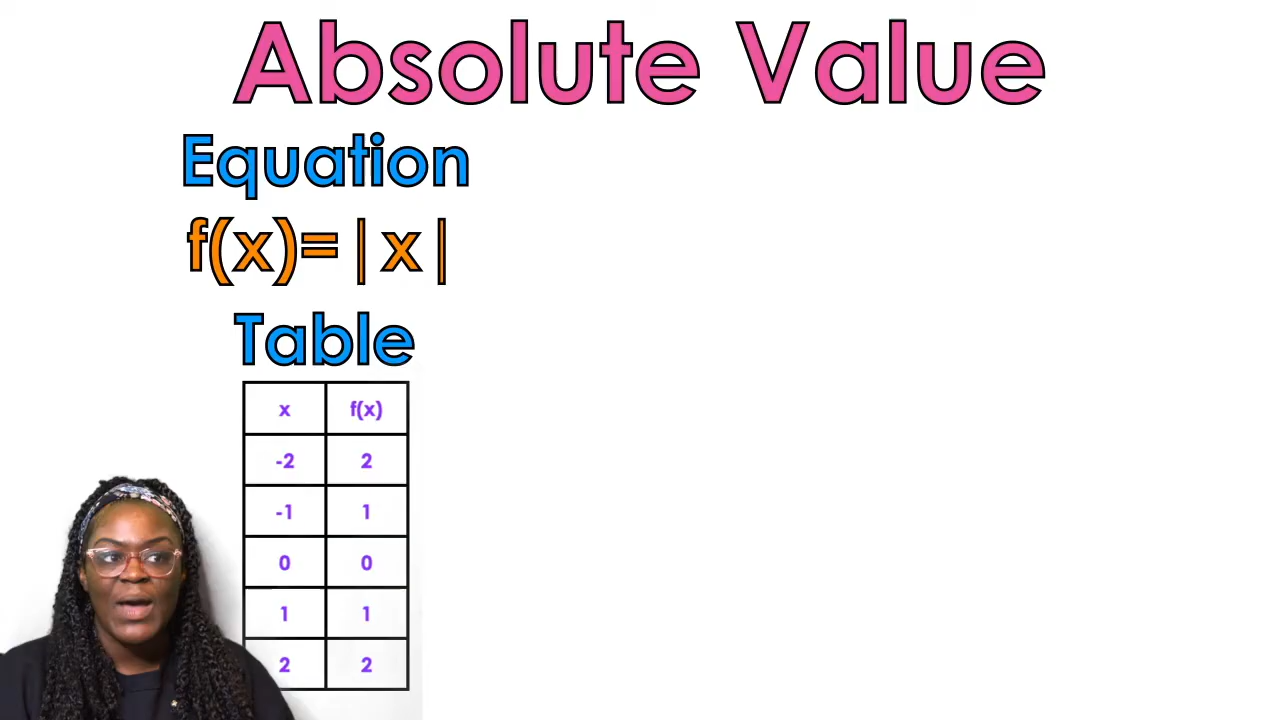 Absolute Value
Equation
f(x)=|x|
Table
x f(x)
-2 2
-1 1
0 0
1 1
2 2